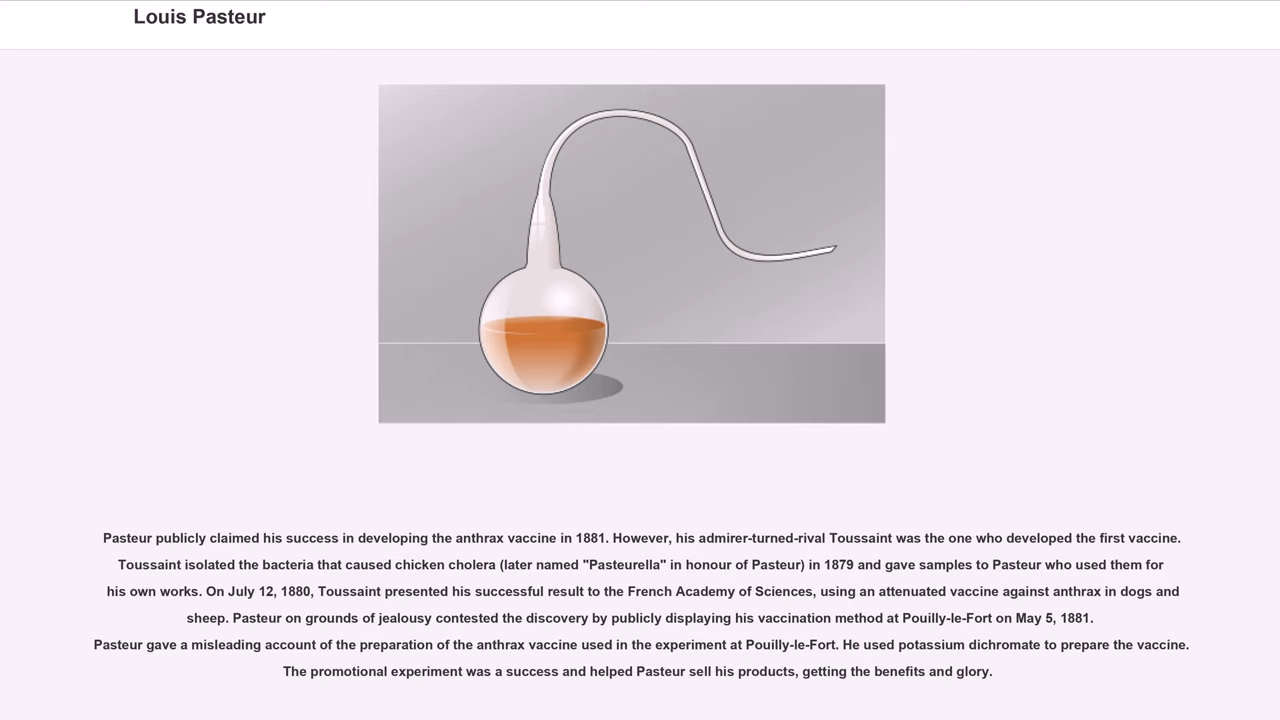 Louis Pasteur
Pasteur publicly claimed his success in developing the anthrax vaccine in 1881. However, his admirer-turned-rival Toussaint was the one who developed the first vaccine.
Toussaint isolated the bacteria that caused chicken cholera (later named "Pasteurella" in honour of Pasteur) in 1879 and gave samples to Pasteur who used them for
his own works. On July 12, 1880, Toussaint presented his successful result to the French Academy of Sciences, using an attenuated vaccine against anthrax in dogs and
sheep. Pasteur on grounds of jealousy contested the discovery by publicly displaying his vaccination method at Pouilly-le-Fort on May 5, 1881.
Pasteur gave a misleading account of the preparation of the anthrax vaccine used in the experiment at Pouilly-le-Fort. He used potassium dichromate to prepare the vaccine.
The promotional experiment was a success and helped Pasteur sell his products, getting the benefits and glory.